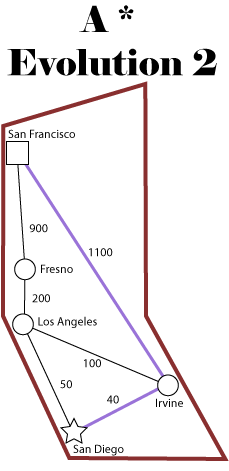 A *
Evolution 2
San Francisco
900
1100
Fresno
200
Los Angeles
100
50
40
Irvine
San Diego